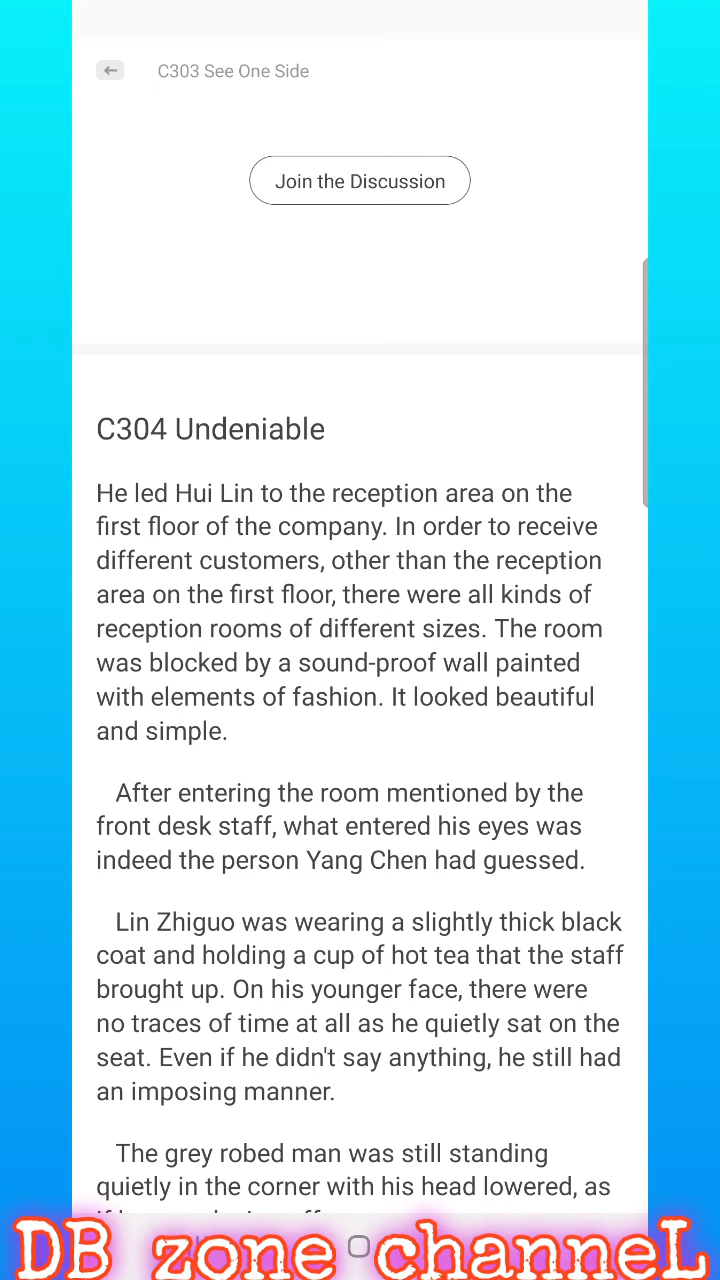 C303 See One Side
Join the Discussion
C304 Undeniable
He led Hui Lin to the reception area on the
first floor of the company. In order to receive
different customers, other than the reception
area on the first floor, there were all kinds of
reception rooms of different sizes. The room
was blocked by a sound-proof wall painted
with elements of fashion. It looked beautiful
and simple.
After entering the room mentioned by the
front desk staff, what entered his eyes was
indeed the person Yang Chen had guessed.
Lin Zhiguo was wearing a slightly thick black
coat and holding a cup of hot tea that the staff
brought up. On his younger face, there were
no traces of time at all as he quietly sat on the
seat. Even if he didn't say anything, he still had
an imposing manner.
The grey robed man was still standing
quietly in the corner with his head lowered, as
DB zone channeL